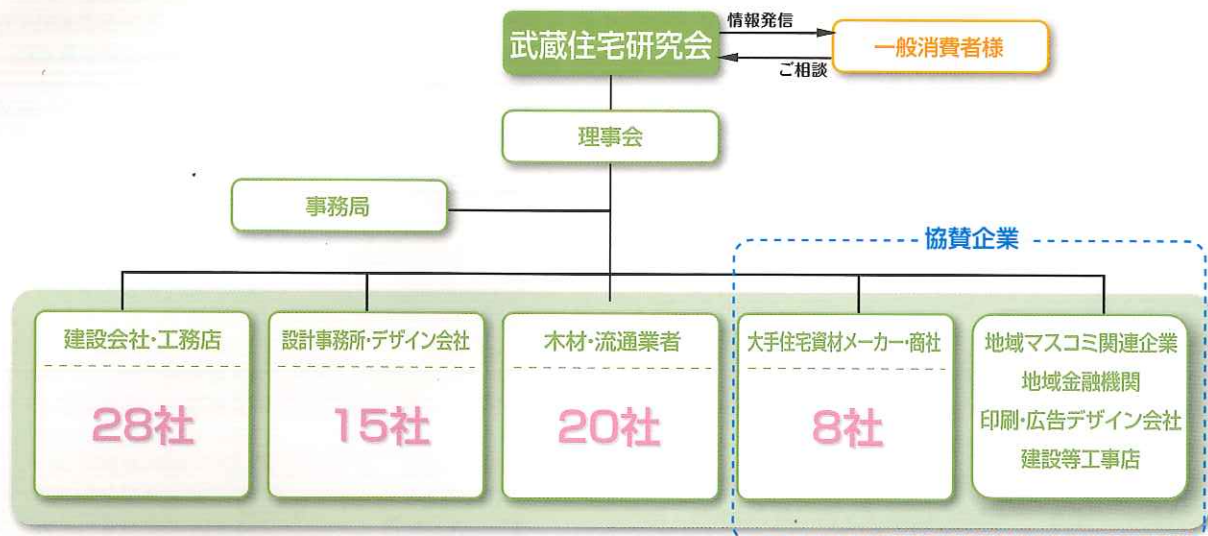 武蔵住宅研究会
情報発信
ご相談
一般消費者様
理事会
事務局
協賛企業
建設会社・工務店
28社
設計事務所・デザイン会社
15社
木材・流通業者
20社
大手住宅資材メーカー・商社
8社
地域マスコミ関連企業
地域金融機関
印刷・広告デザイン会社
建設等工事店